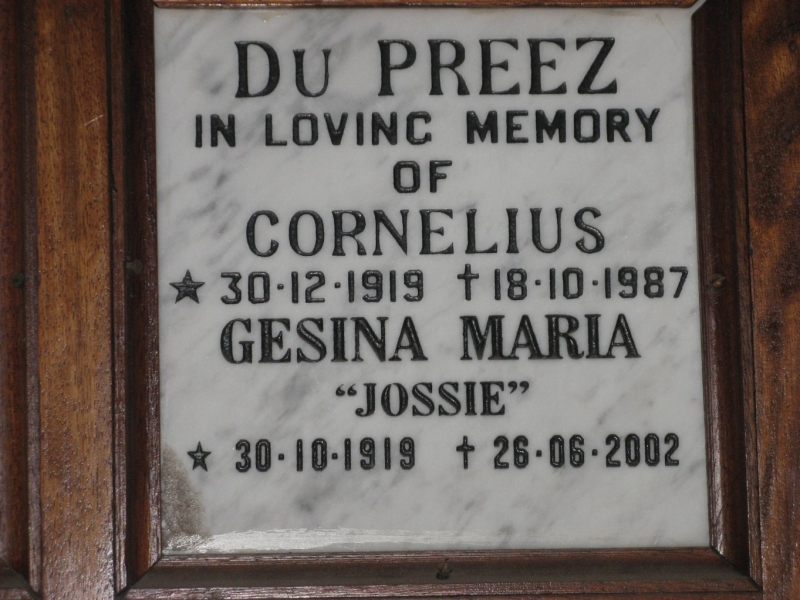 DU PREEZ
IN LOVING MEMORY
OF
CORNELIUS
★ 30·12·1919 †18·10·1987
GESINA MARIA
“JOSSIE”
★ 30·10·1919 † 26·06·2002